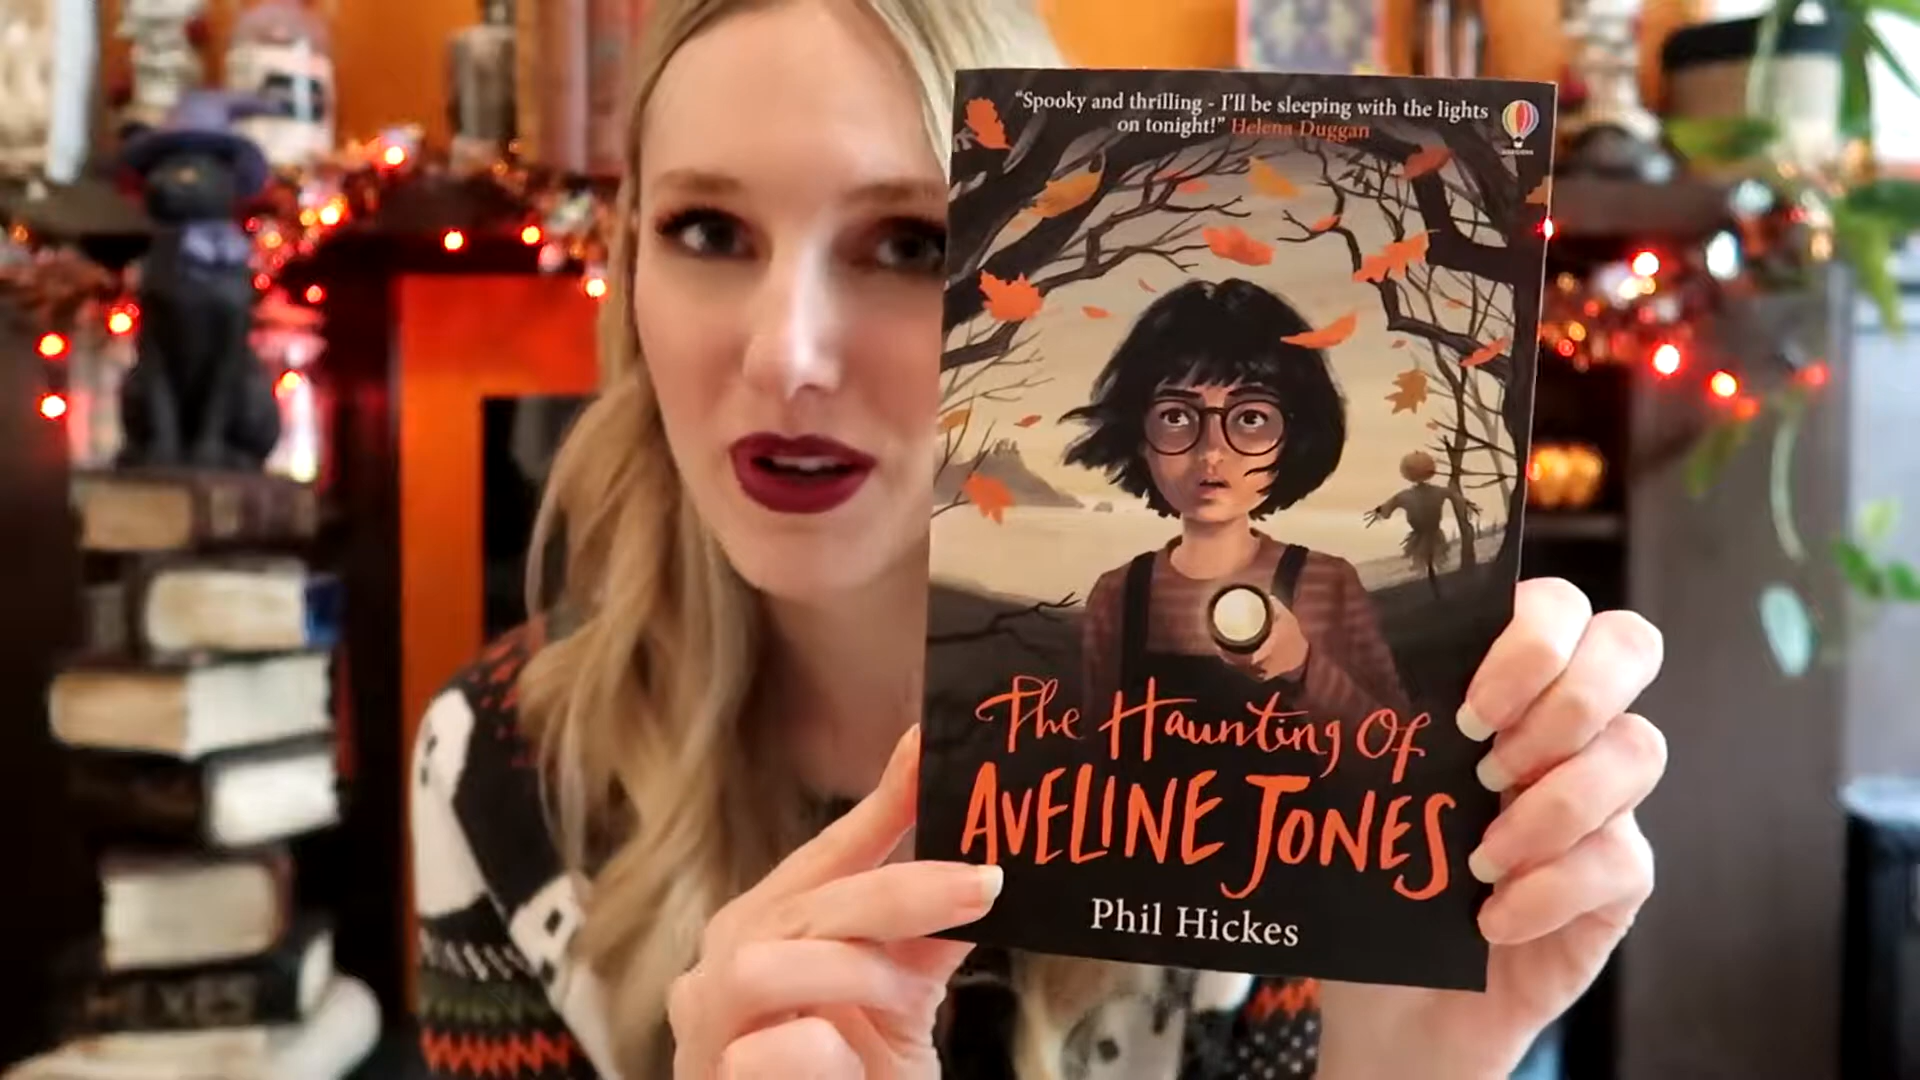 “Spooky and thrilling - I’ll be sleeping with the lights
on tonight!” Helena Duggan
The Haunting Of
AVELINE JONES
Phil Hickes
HEXES